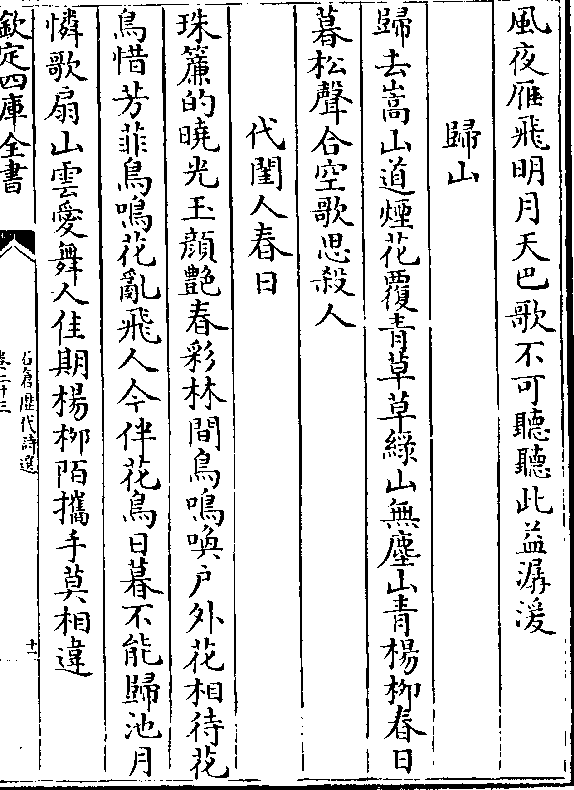 風夜雁飛明月天巴歌不可聽聽此益潺湲
歸山
歸去嵩山道煙花覆青草草綠山無塵山青楊柳春日
暮松聲合空歌思殺人
代閨人春日
珠簾的曉光玉顔艶春彩林間鳥鳴喚户外花相待花
鳥惜芳菲鳥鳴花亂飛人今伴花鳥日暮不能歸池月
憐歌扇山雲愛舞人佳期楊柳陌攜手莫相違
欽定四庫全書
石倉歴代詩選
卷二十三
十一